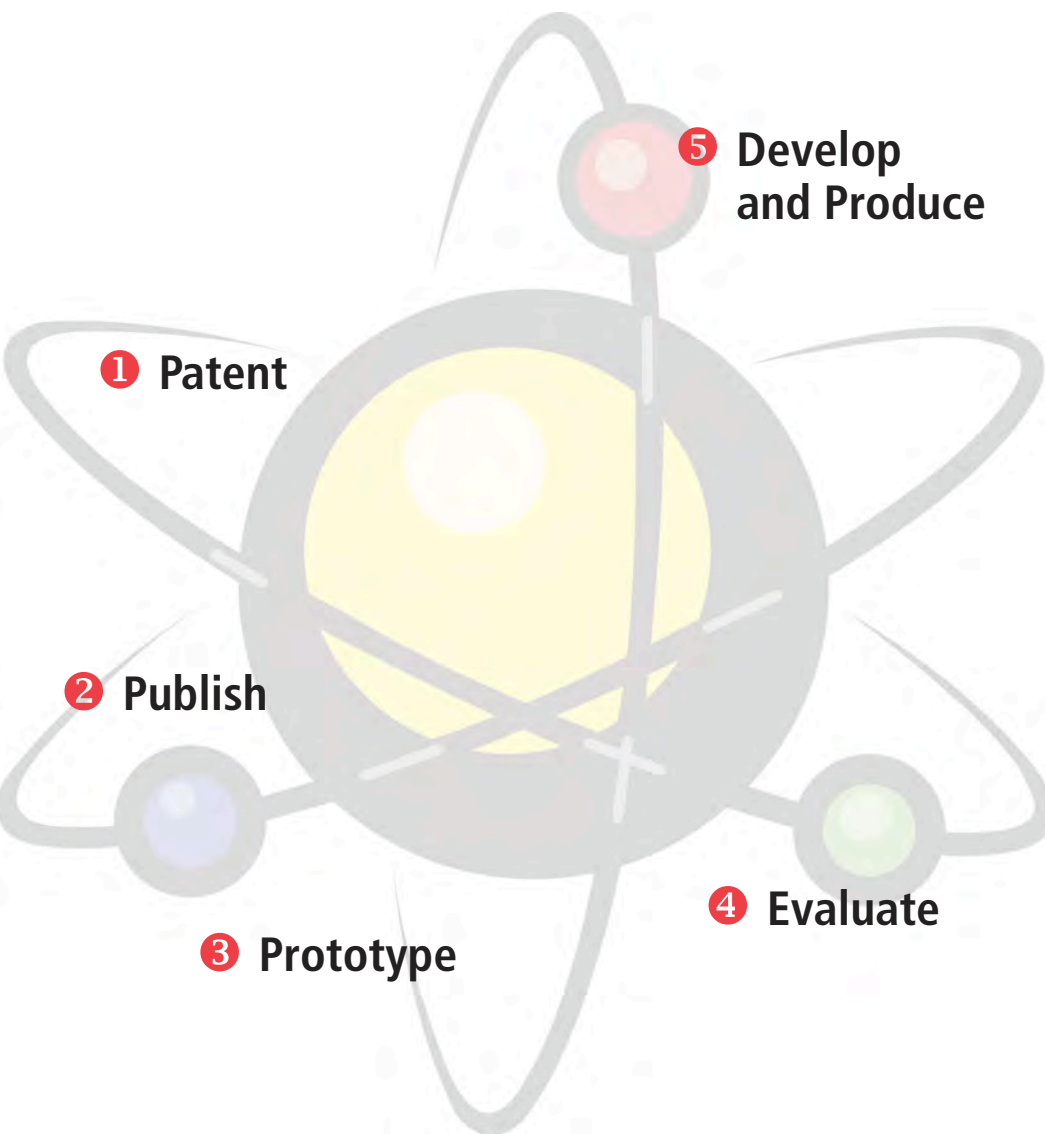 1 Patent
2 Publish
3 Prototype
4 Evaluate
5 Develop
and Produce